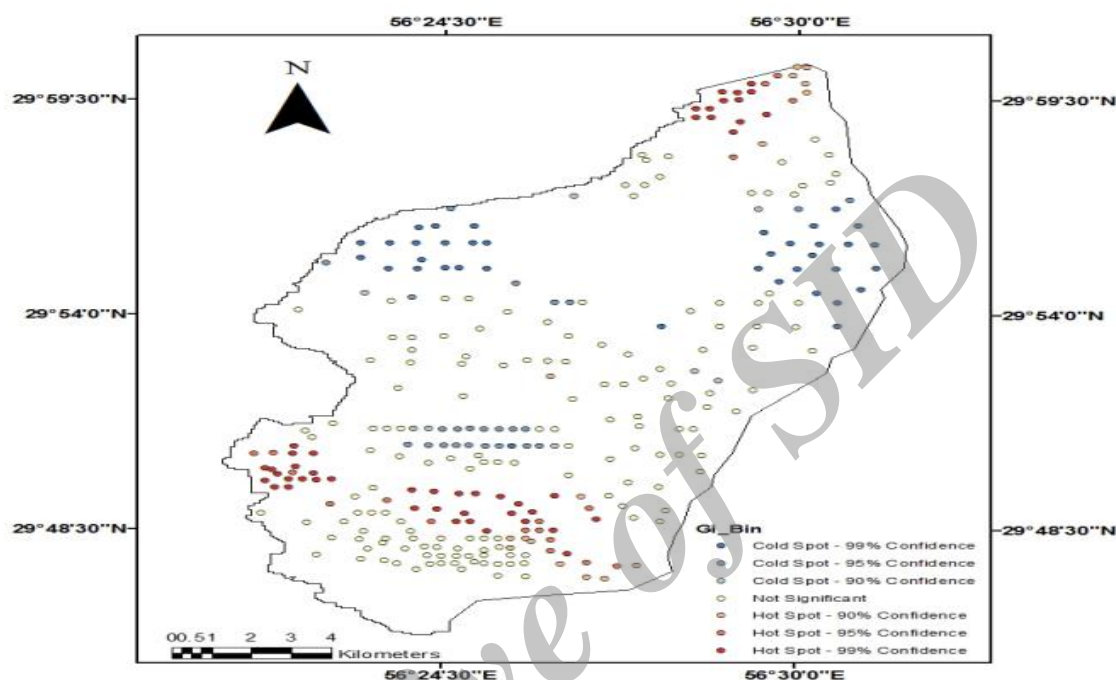 56°24'30"E
56°30'0"E
N
29°59'30"N
29°59'30"N
29°54'0"N
29°54'0"N
29°48'30"N
29°48'30"N
Gi_Bin
Cold Spot - 99% Confidence
Cold Spot - 95% Confidence
Cold Spot - 90% Confidence
Not Significant
Hot Spot - 90% Confidence
Hot Spot - 95% Confidence
Hot Spot - 99% Confidence
00.51 2 3 4
Kilometers
56°24'30"E
56°30'0"E
ve of SID